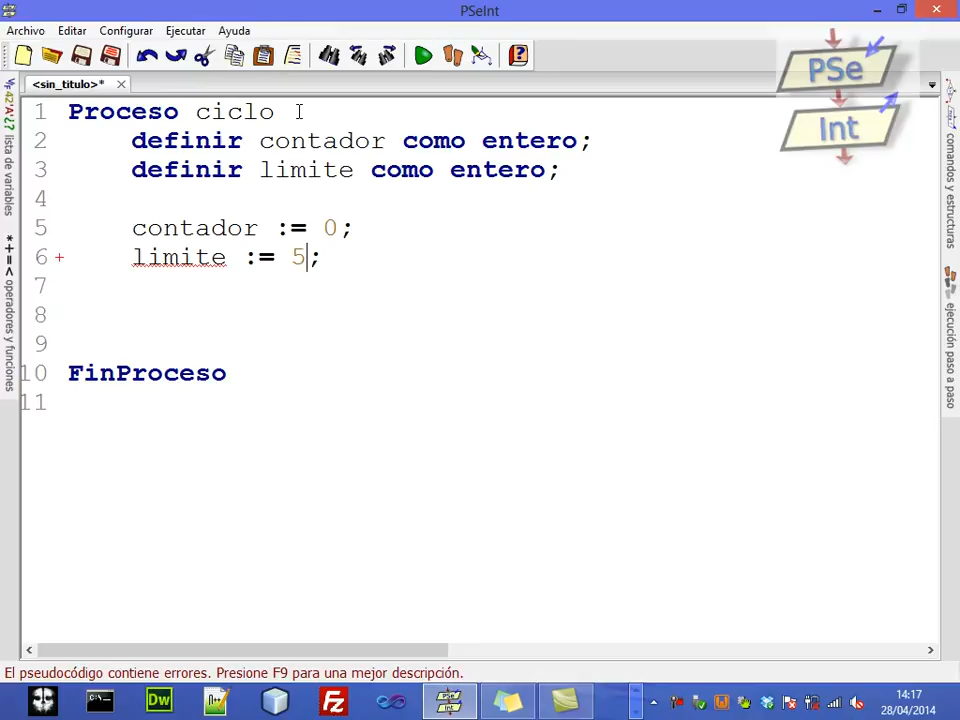 PSeInt
Archivo Editar Configurar Ejecutar Ayuda
<sin_titulo>*
PSe
Int
1 Proceso ciclo
2 definir contador como entero;
3 definir limite como entero;
4
5 contador := 0;
6 + limite := 5;
7
8
9
10 FinProceso
11
lista de variables
*+=< operadores y funciones
comandos y estructuras
ejecución paso a paso
El pseudocódigo contiene errores. Presione F9 para una mejor descripción.
Dw
14:17
28/04/2014